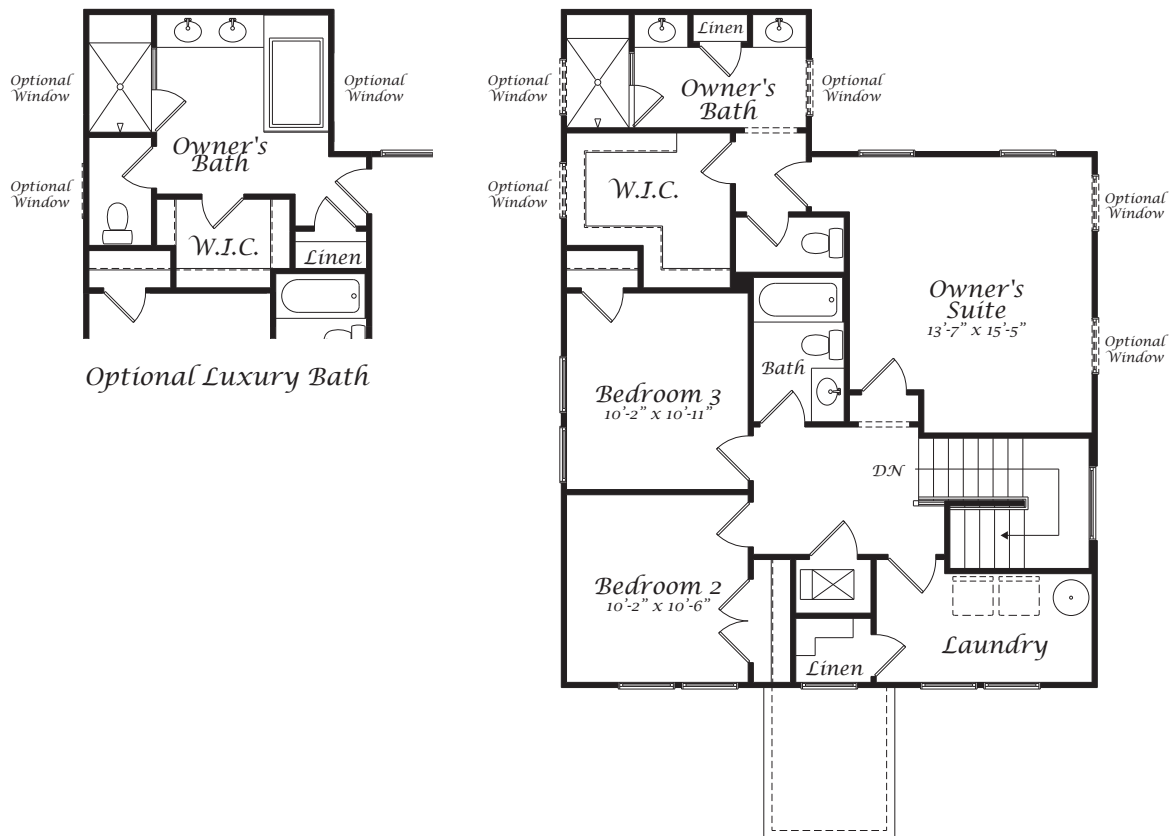 Optional
Window
Owner's
Bath
Optional
Window
Optional
Window
W.I.C.
Linen
Optional Luxury Bath
Linen
Optional
Window
Owner's
Bath
Optional
Window
Optional
Window
W.I.C.
Optional
Window
Owner's
Suite
13'-7" x 15'-5"
Optional
Window
Bath
Bedroom 3
10'-2" x 10'-11"
DN
Bedroom 2
10'-2" x 10'-6"
Laundry
Linen